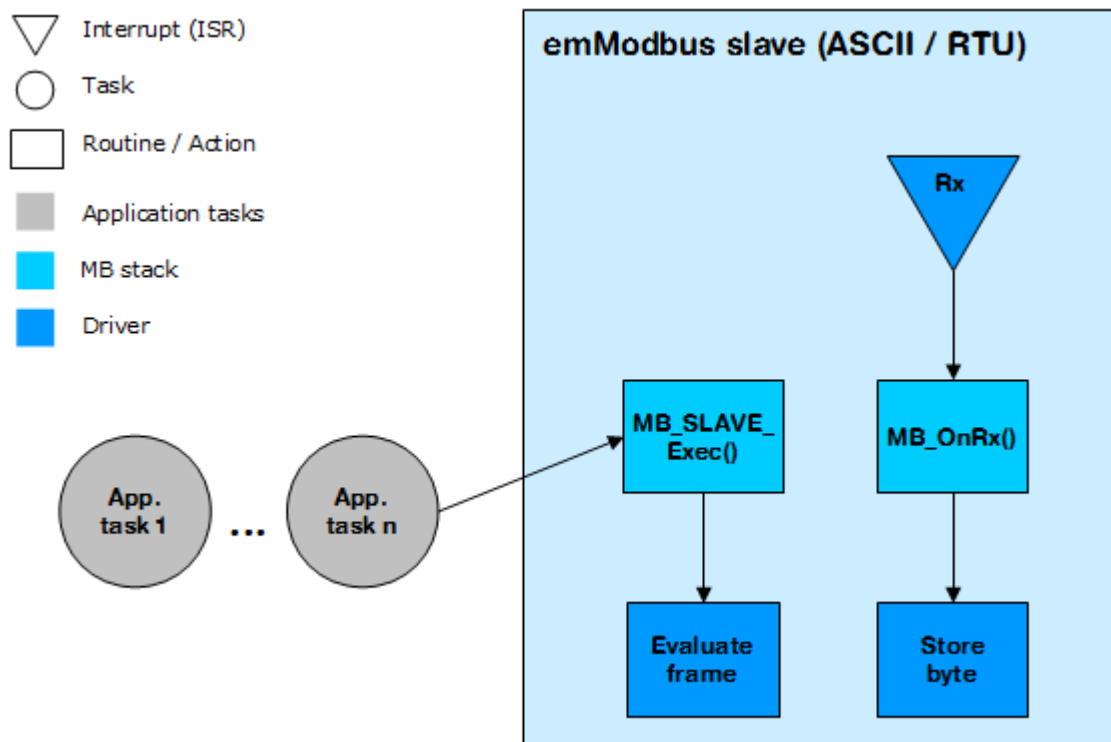 Interrupt (ISR)
Task
Routine / Action
Application tasks
MB stack
Driver
emModbus slave (ASCII / RTU)
Rx
MB_SLAVE_
Exec()
MB_OnRx()
App.
task 1
...
App.
task n
Evaluate
frame
Store
byte